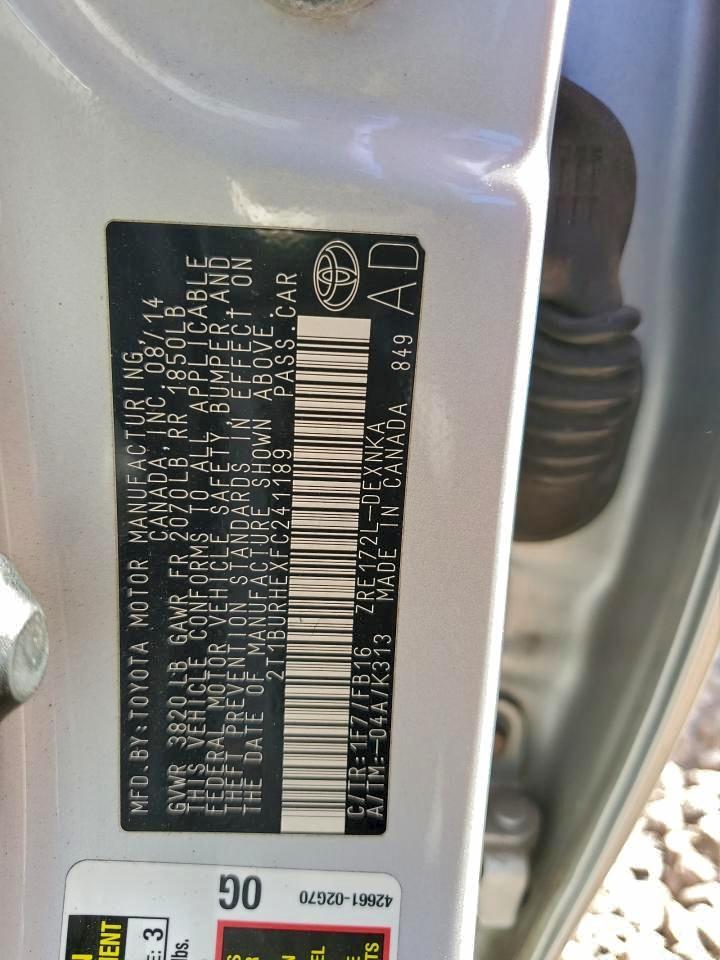 MFD.BY:TOYOTA MOTOR MANUFACTURING,
CANADA,INC.08/14
GVWR 3820 LB GAWR FR 2070LB RR 1850LB
THIS VEHICLE CONFORMS TO ALL APPLICABLE
FEDERAL MOTOR VEHICLE SAFETY,BUMPER,AND
THEFT PREVENTION STANDARDS IN EFFECT ON
THE DATE OF MANUFACTURE SHOWN ABOVE.
2T1BURHEXFC241189 PASS.CAR
C/TR:1F7/FB16 ZRE172L-DEXNKA
A/TM:-04A/K313 MADE IN CANADA 849
AD
0G
42661-02G70
MENT
E: 3
lbs.